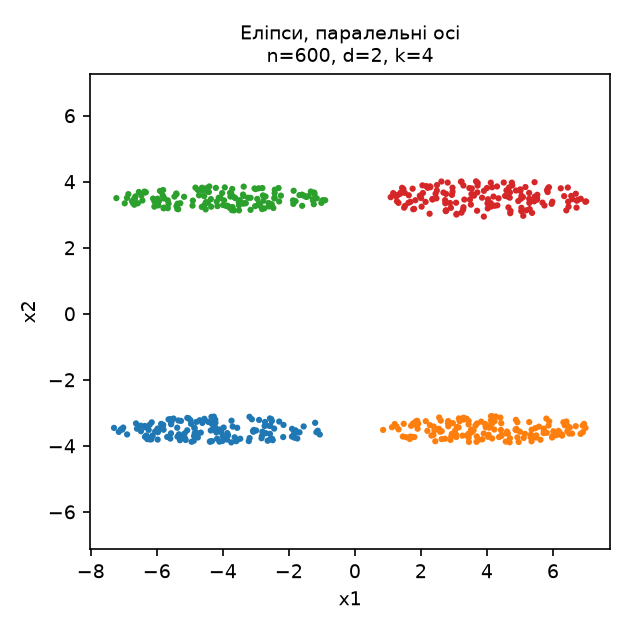 Еліпси, паралельні осі
n=600, d=2, k=4
6
4
2
0
−2
−4
−6
x2
−8 −6 −4 −2 0 2 4 6
x1